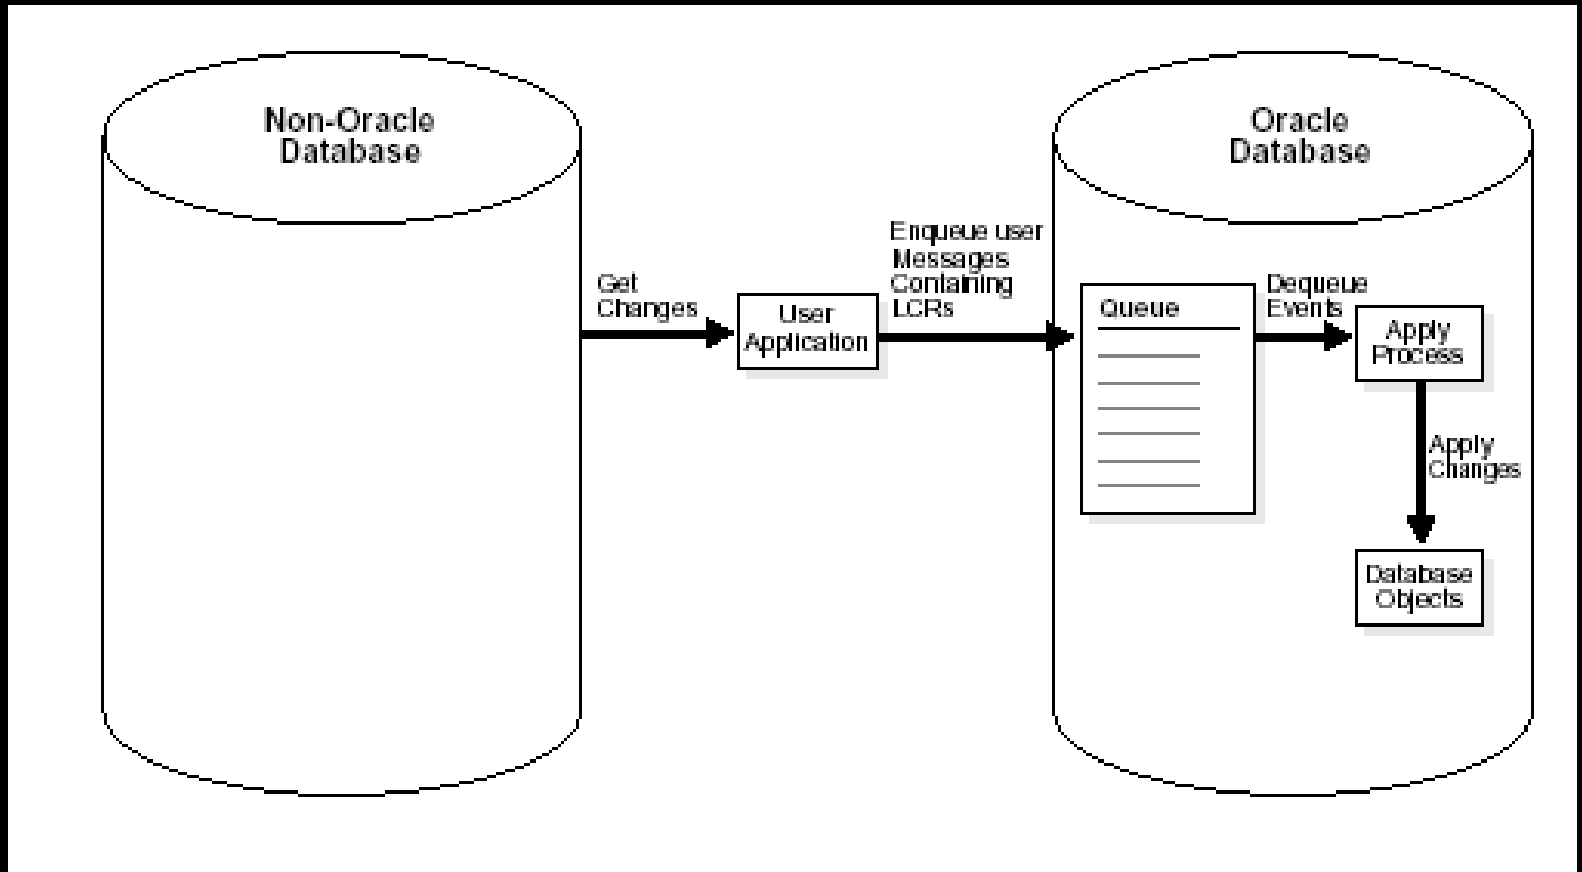 Non-Oracle
Database
Oracle
Database
Get
Changes
User
Application
Enqueue user
Messages
Containing
LCRs
Queue
Dequeue
Events
Apply
Process
Apply
Changes
Database
Objects